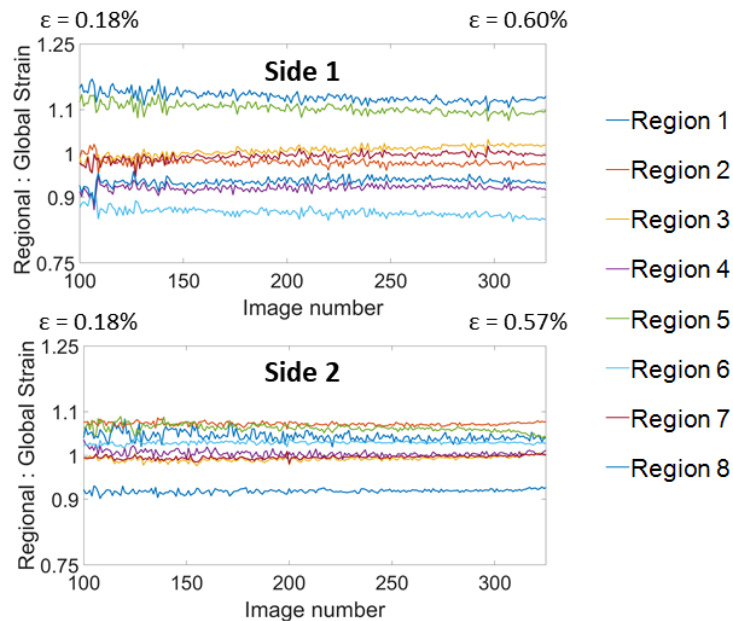 ε = 0.18%
ε = 0.60%
Side 1
Regional : Global Strain
1.25
1.1
1
0.9
0.75
100
150
200
250
300
Image number
ε = 0.18%
ε = 0.57%
Side 2
Regional : Global Strain
1.25
1.1
1
0.9
0.75
100
150
200
250
300
Image number
Region 1
Region 2
Region 3
Region 4
Region 5
Region 6
Region 7
Region 8